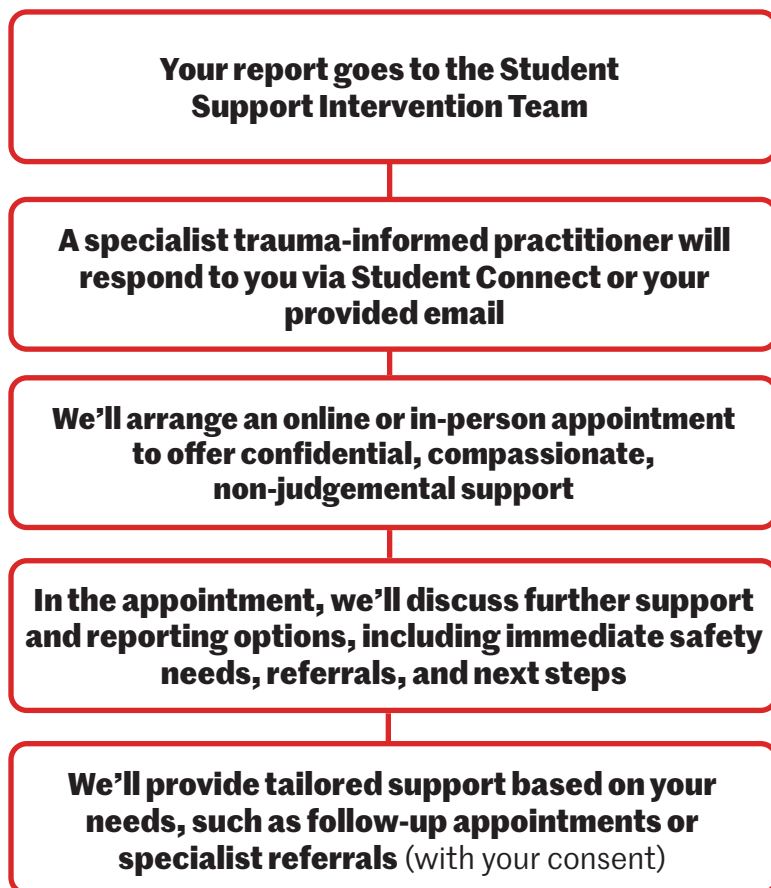 Your report goes to the Student
Support Intervention Team
A specialist trauma-informed practitioner will
respond to you via Student Connect or your
provided email
We’ll arrange an online or in-person appointment
to offer confidential, compassionate,
non-judgemental support
In the appointment, we’ll discuss further support
and reporting options, including immediate safety
needs, referrals, and next steps
We’ll provide tailored support based on your
needs, such as follow-up appointments or
specialist referrals (with your consent)